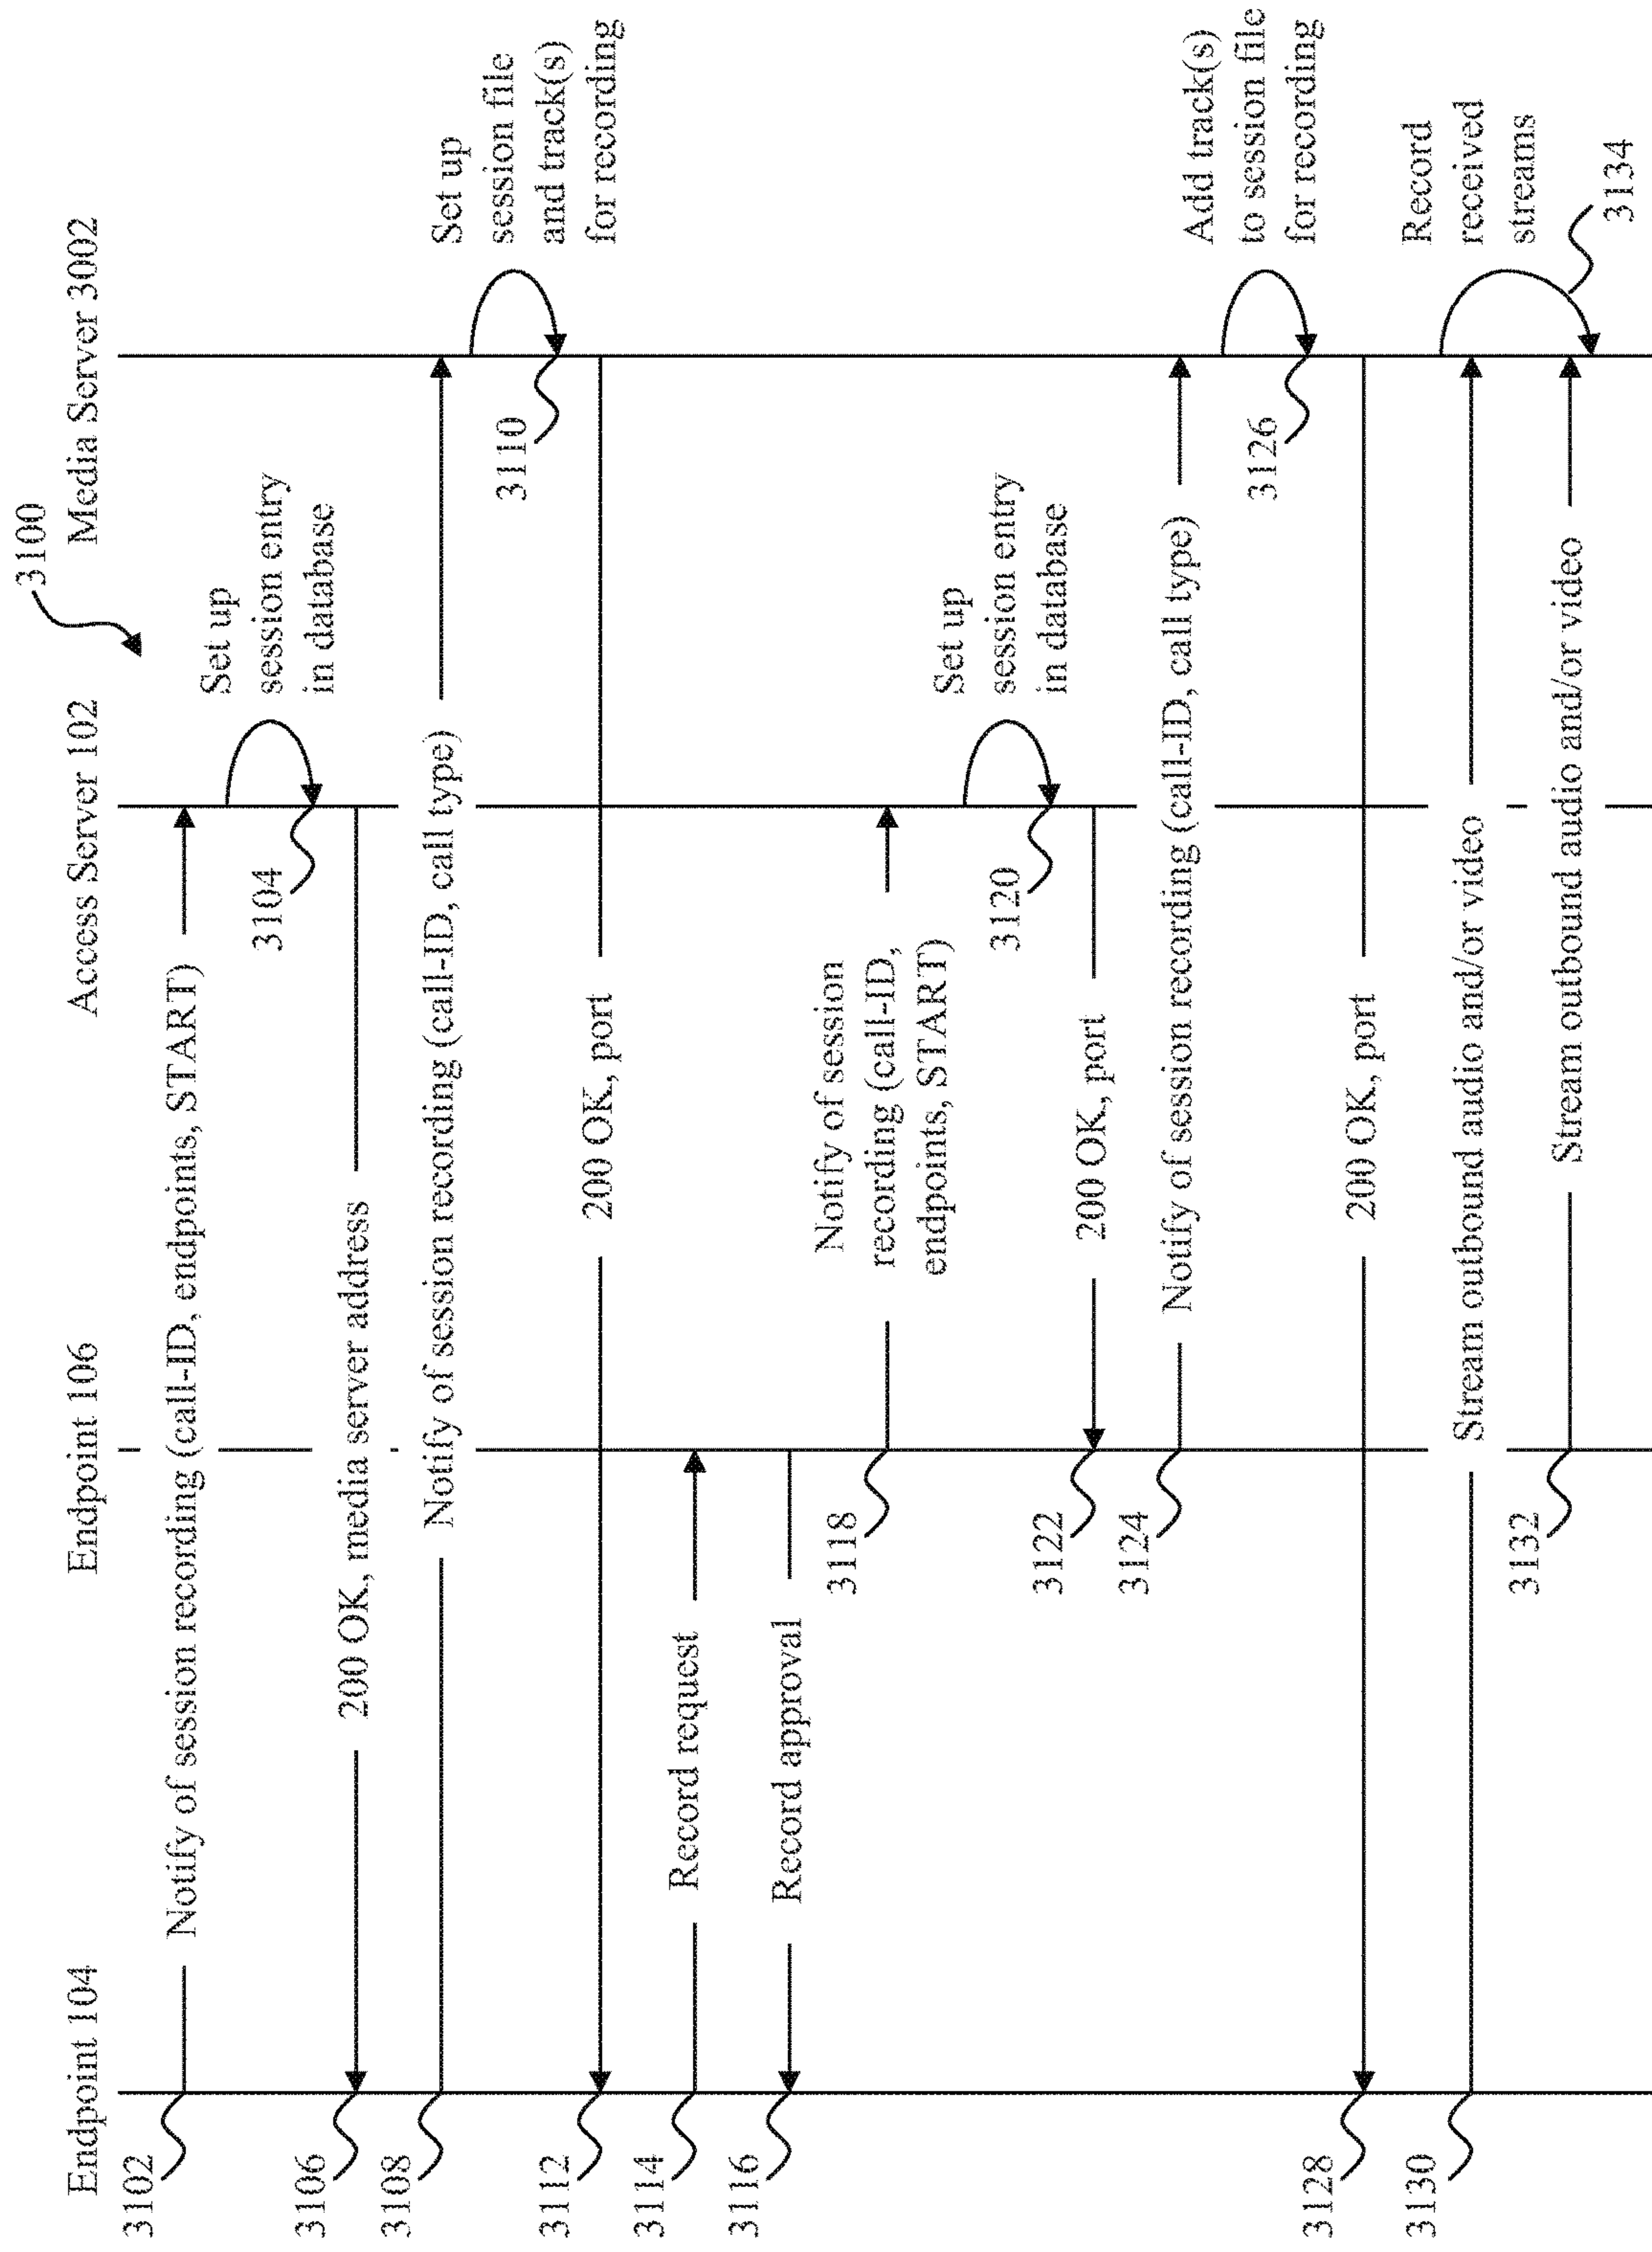 3100
Endpoint 104
Endpoint 106
Access Server 102
Media Server 3002
3102
Notify of session recording (call-ID, endpoints, START)
Set up
session entry
in database
3104
3106
200 OK, media server address
3108
Notify of session recording (call-ID, call type)
Set up
session file
and track(s)
for recording
3110
3112
200 OK, port
3114
Record request
3116
Record approval
3118
Notify of session
recording (call-ID,
endpoints, START)
Set up
session entry
in database
3120
3122
200 OK, port
3124
Notify of session recording (call-ID, call type)
Add track(s)
to session file
for recording
3126
3128
200 OK, port
3130
Stream outbound audio and/or video
Record
received
streams
3132
Stream outbound audio and/or video
3134